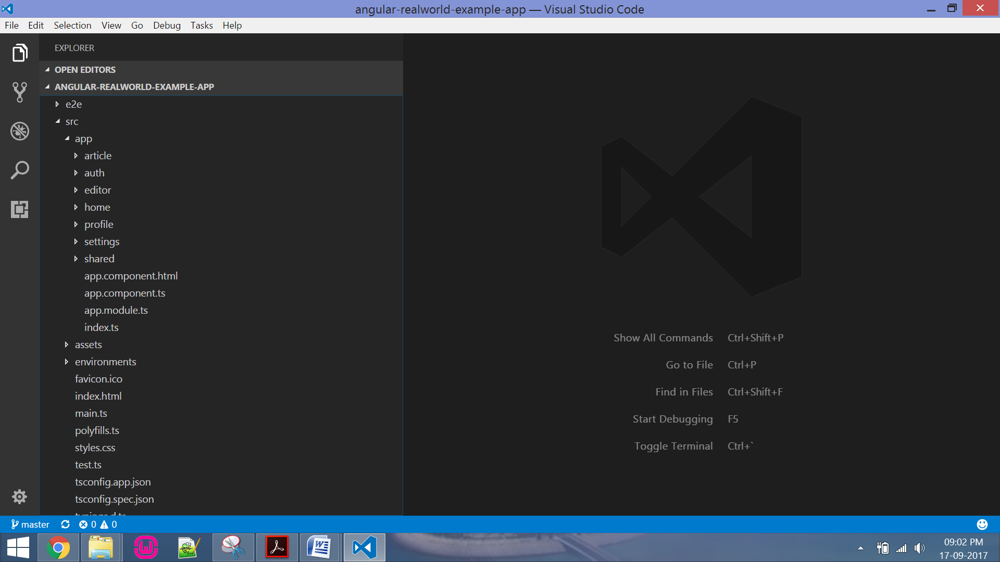 angular-realworld-example-app — Visual Studio Code
File Edit Selection View Go Debug Tasks Help
EXPLORER
OPEN EDITORS
ANGULAR-REALWORLD-EXAMPLE-APP
e2e
src
app
article
auth
editor
home
profile
settings
shared
app.component.html
app.component.ts
app.module.ts
index.ts
assets
environments
favicon.ico
index.html
main.ts
polyfills.ts
styles.css
test.ts
tsconfig.app.json
tsconfig.spec.json
typings.d.ts
Show All Commands Ctrl+Shift+P
Go to File Ctrl+P
Find in Files Ctrl+Shift+F
Start Debugging F5
Toggle Terminal Ctrl+`
master 0 0
09:02 PM
17-09-2017